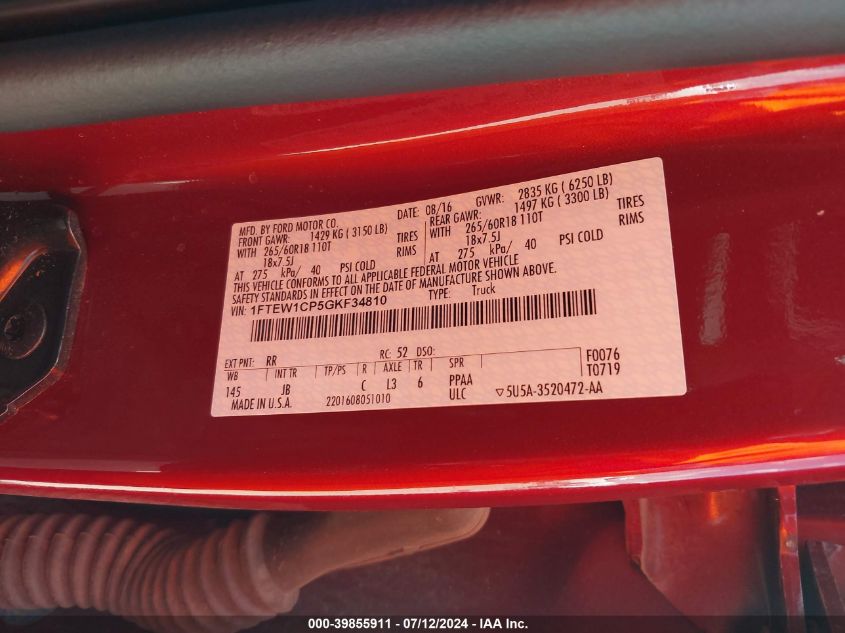 MFD. BY FORD MOTOR CO.
DATE: 08/16 GVWR: 2835 KG ( 6250 LB)
FRONT GAWR: 1429 KG ( 3150 LB) REAR GAWR: 1497 KG ( 3300 LB)
WITH 265/60R18 110T TIRES WITH 265/60R18 110T TIRES
18x7.5J RIMS 18x7.5J RIMS
AT 275 kPa/ 40 PSI COLD AT 275 kPa/ 40 PSI COLD
THIS VEHICLE CONFORMS TO ALL APPLICABLE FEDERAL MOTOR VEHICLE
SAFETY STANDARDS IN EFFECT ON THE DATE OF MANUFACTURE SHOWN ABOVE.
VIN: 1FTEW1CP5GKF34810 TYPE: Truck
F0076
T0719
EXT PNT: RR RC: 52 DSO:
WB INT TR TP/PS R AXLE TR SPR
145 JB C L3 6 PPAA
ULC
MADE IN U.S.A. 2201608051010 ▽5U5A-3520472-AA
000-39855911 / 07/12/2024 - IAA Inc.